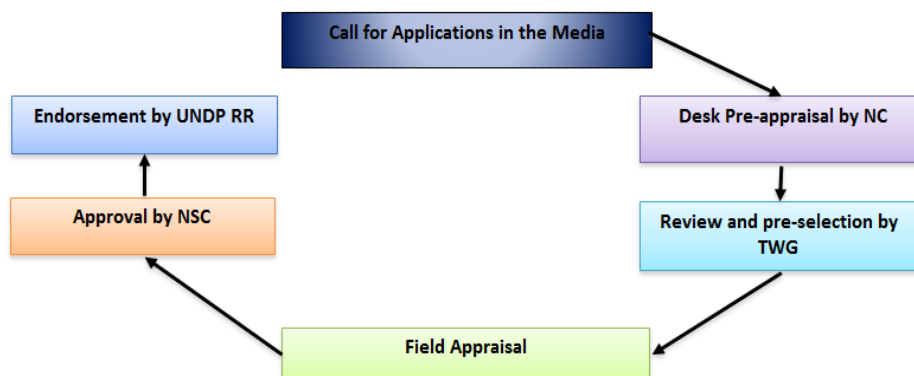 Call for Applications in the Media
Desk Pre-appraisal by NC
Review and pre-selection by
TWG
Field Appraisal
Approval by NSC
Endorsement by UNDP RR